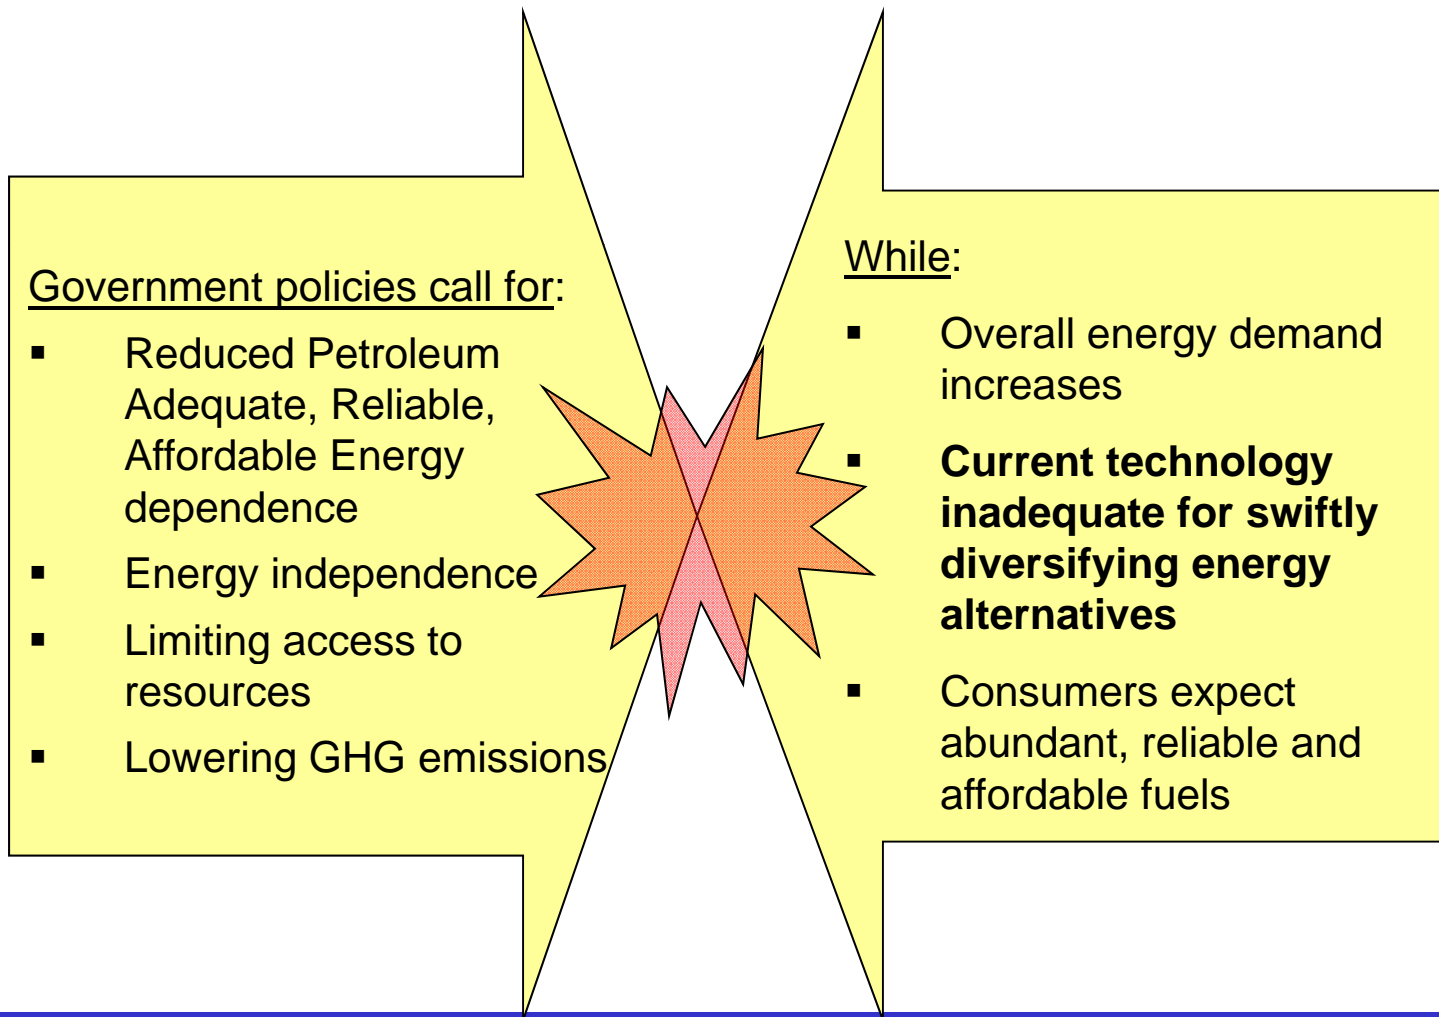 Government policies call for:
▪ Reduced Petroleum
Adequate, Reliable,
Affordable Energy
dependence
▪ Energy independence
▪ Limiting access to
resources
▪ Lowering GHG emissions
While:
▪ Overall energy demand
increases
▪ Current technology
inadequate for swiftly
diversifying energy
alternatives
▪ Consumers expect
abundant, reliable and
affordable fuels